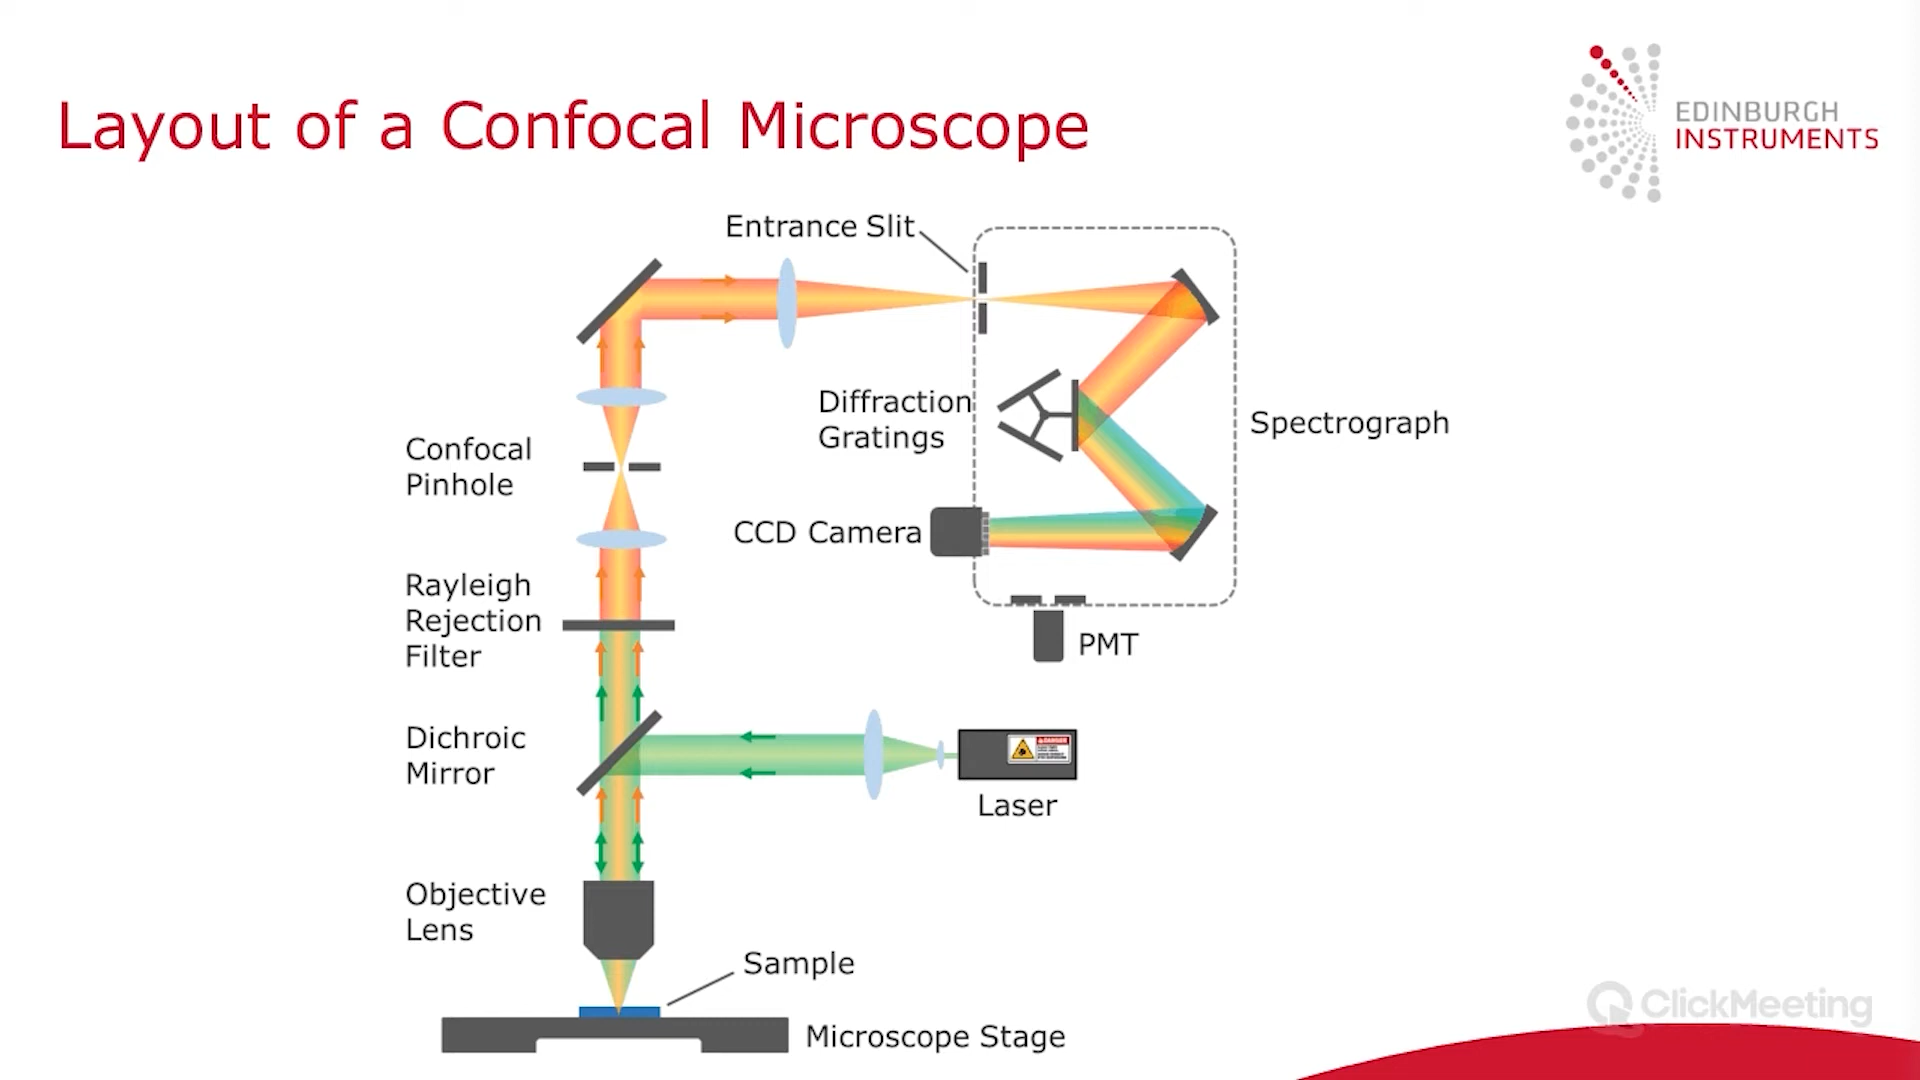 Layout of a Confocal Microscope
EDINBURGH
INSTRUMENTS
Entrance Slit
Diffraction
Gratings
Spectrograph
Confocal
Pinhole
CCD Camera
Rayleigh
Rejection
Filter
PMT
Dichroic
Mirror
DANGER
Laser
Objective
Lens
Sample
Microscope Stage
ClickMeeting